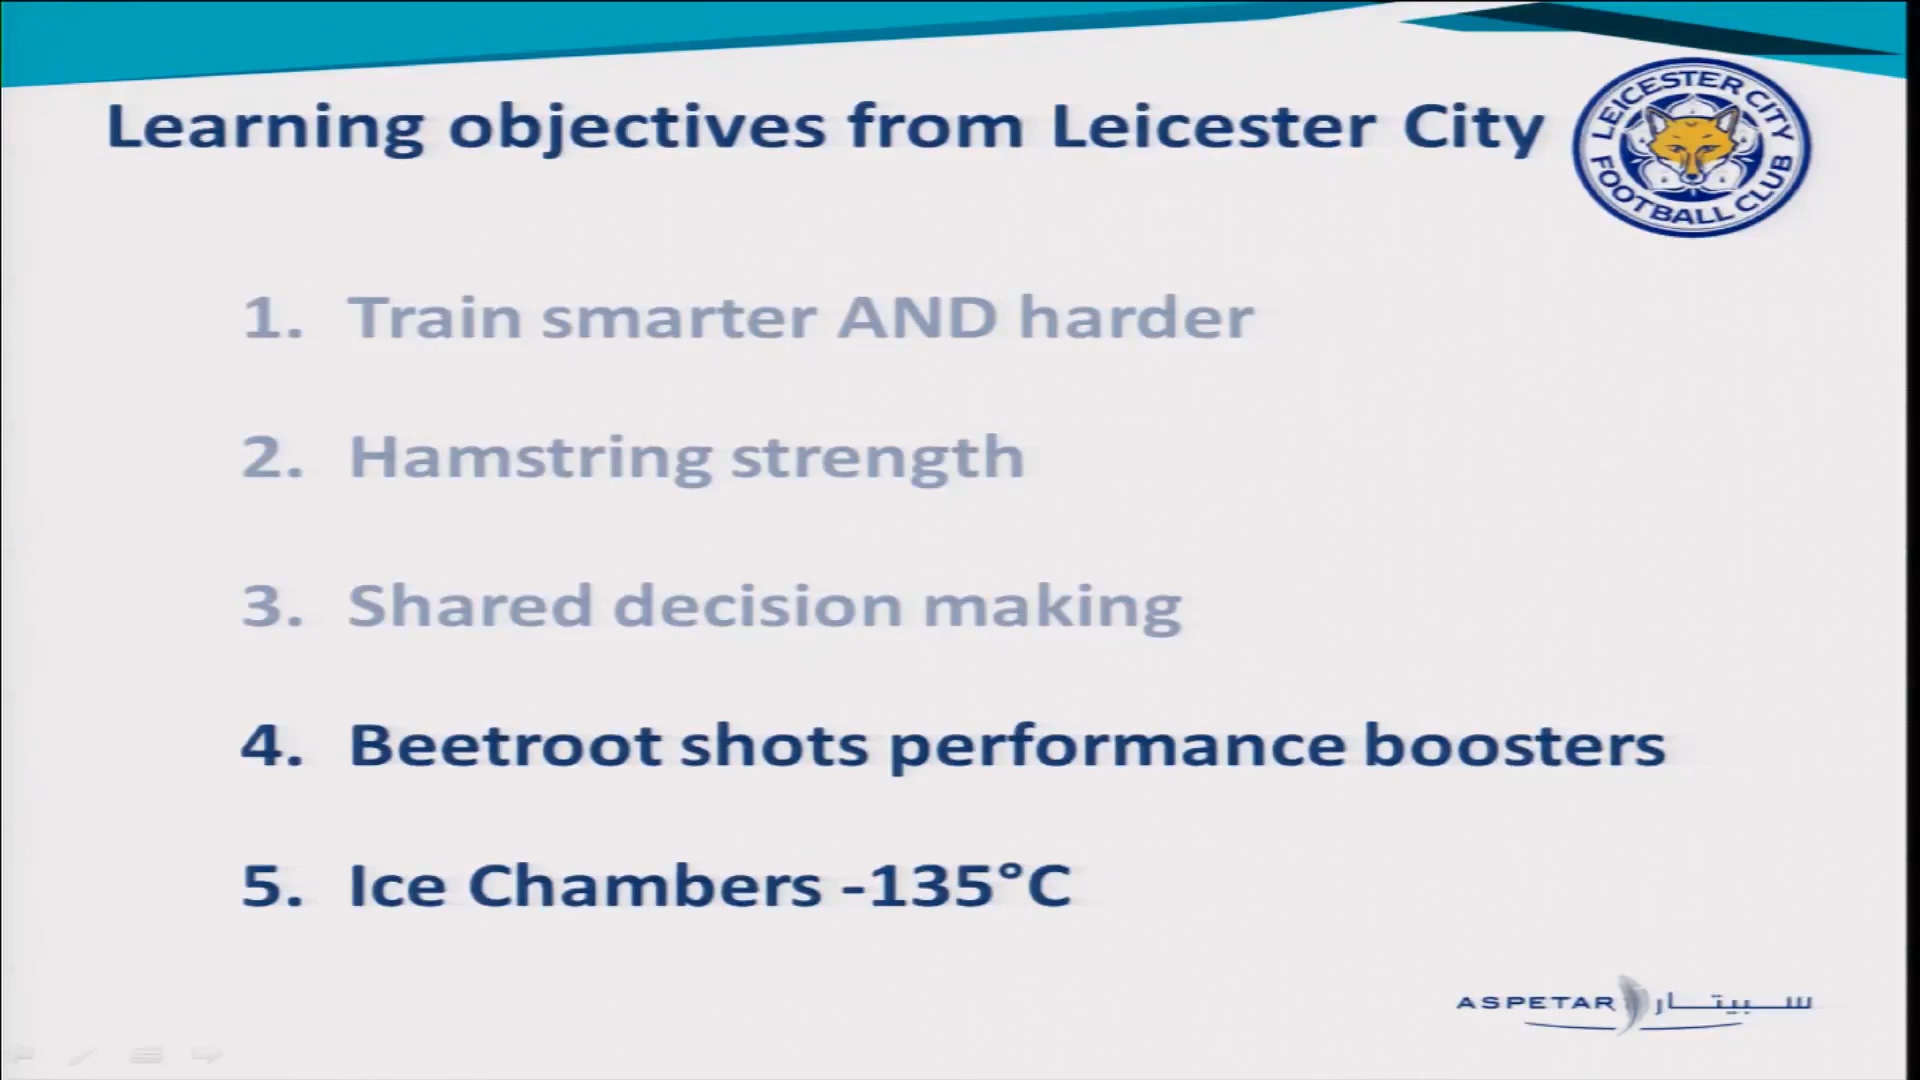 Learning objectives from Leicester City
LEICESTER CITY
FOOTBALL CLUB
1. Train smarter AND harder
2. Hamstring strength
3. Shared decision making
4. Beetroot shots performance boosters
5. Ice Chambers -135°C
ASPETAR سبيتار